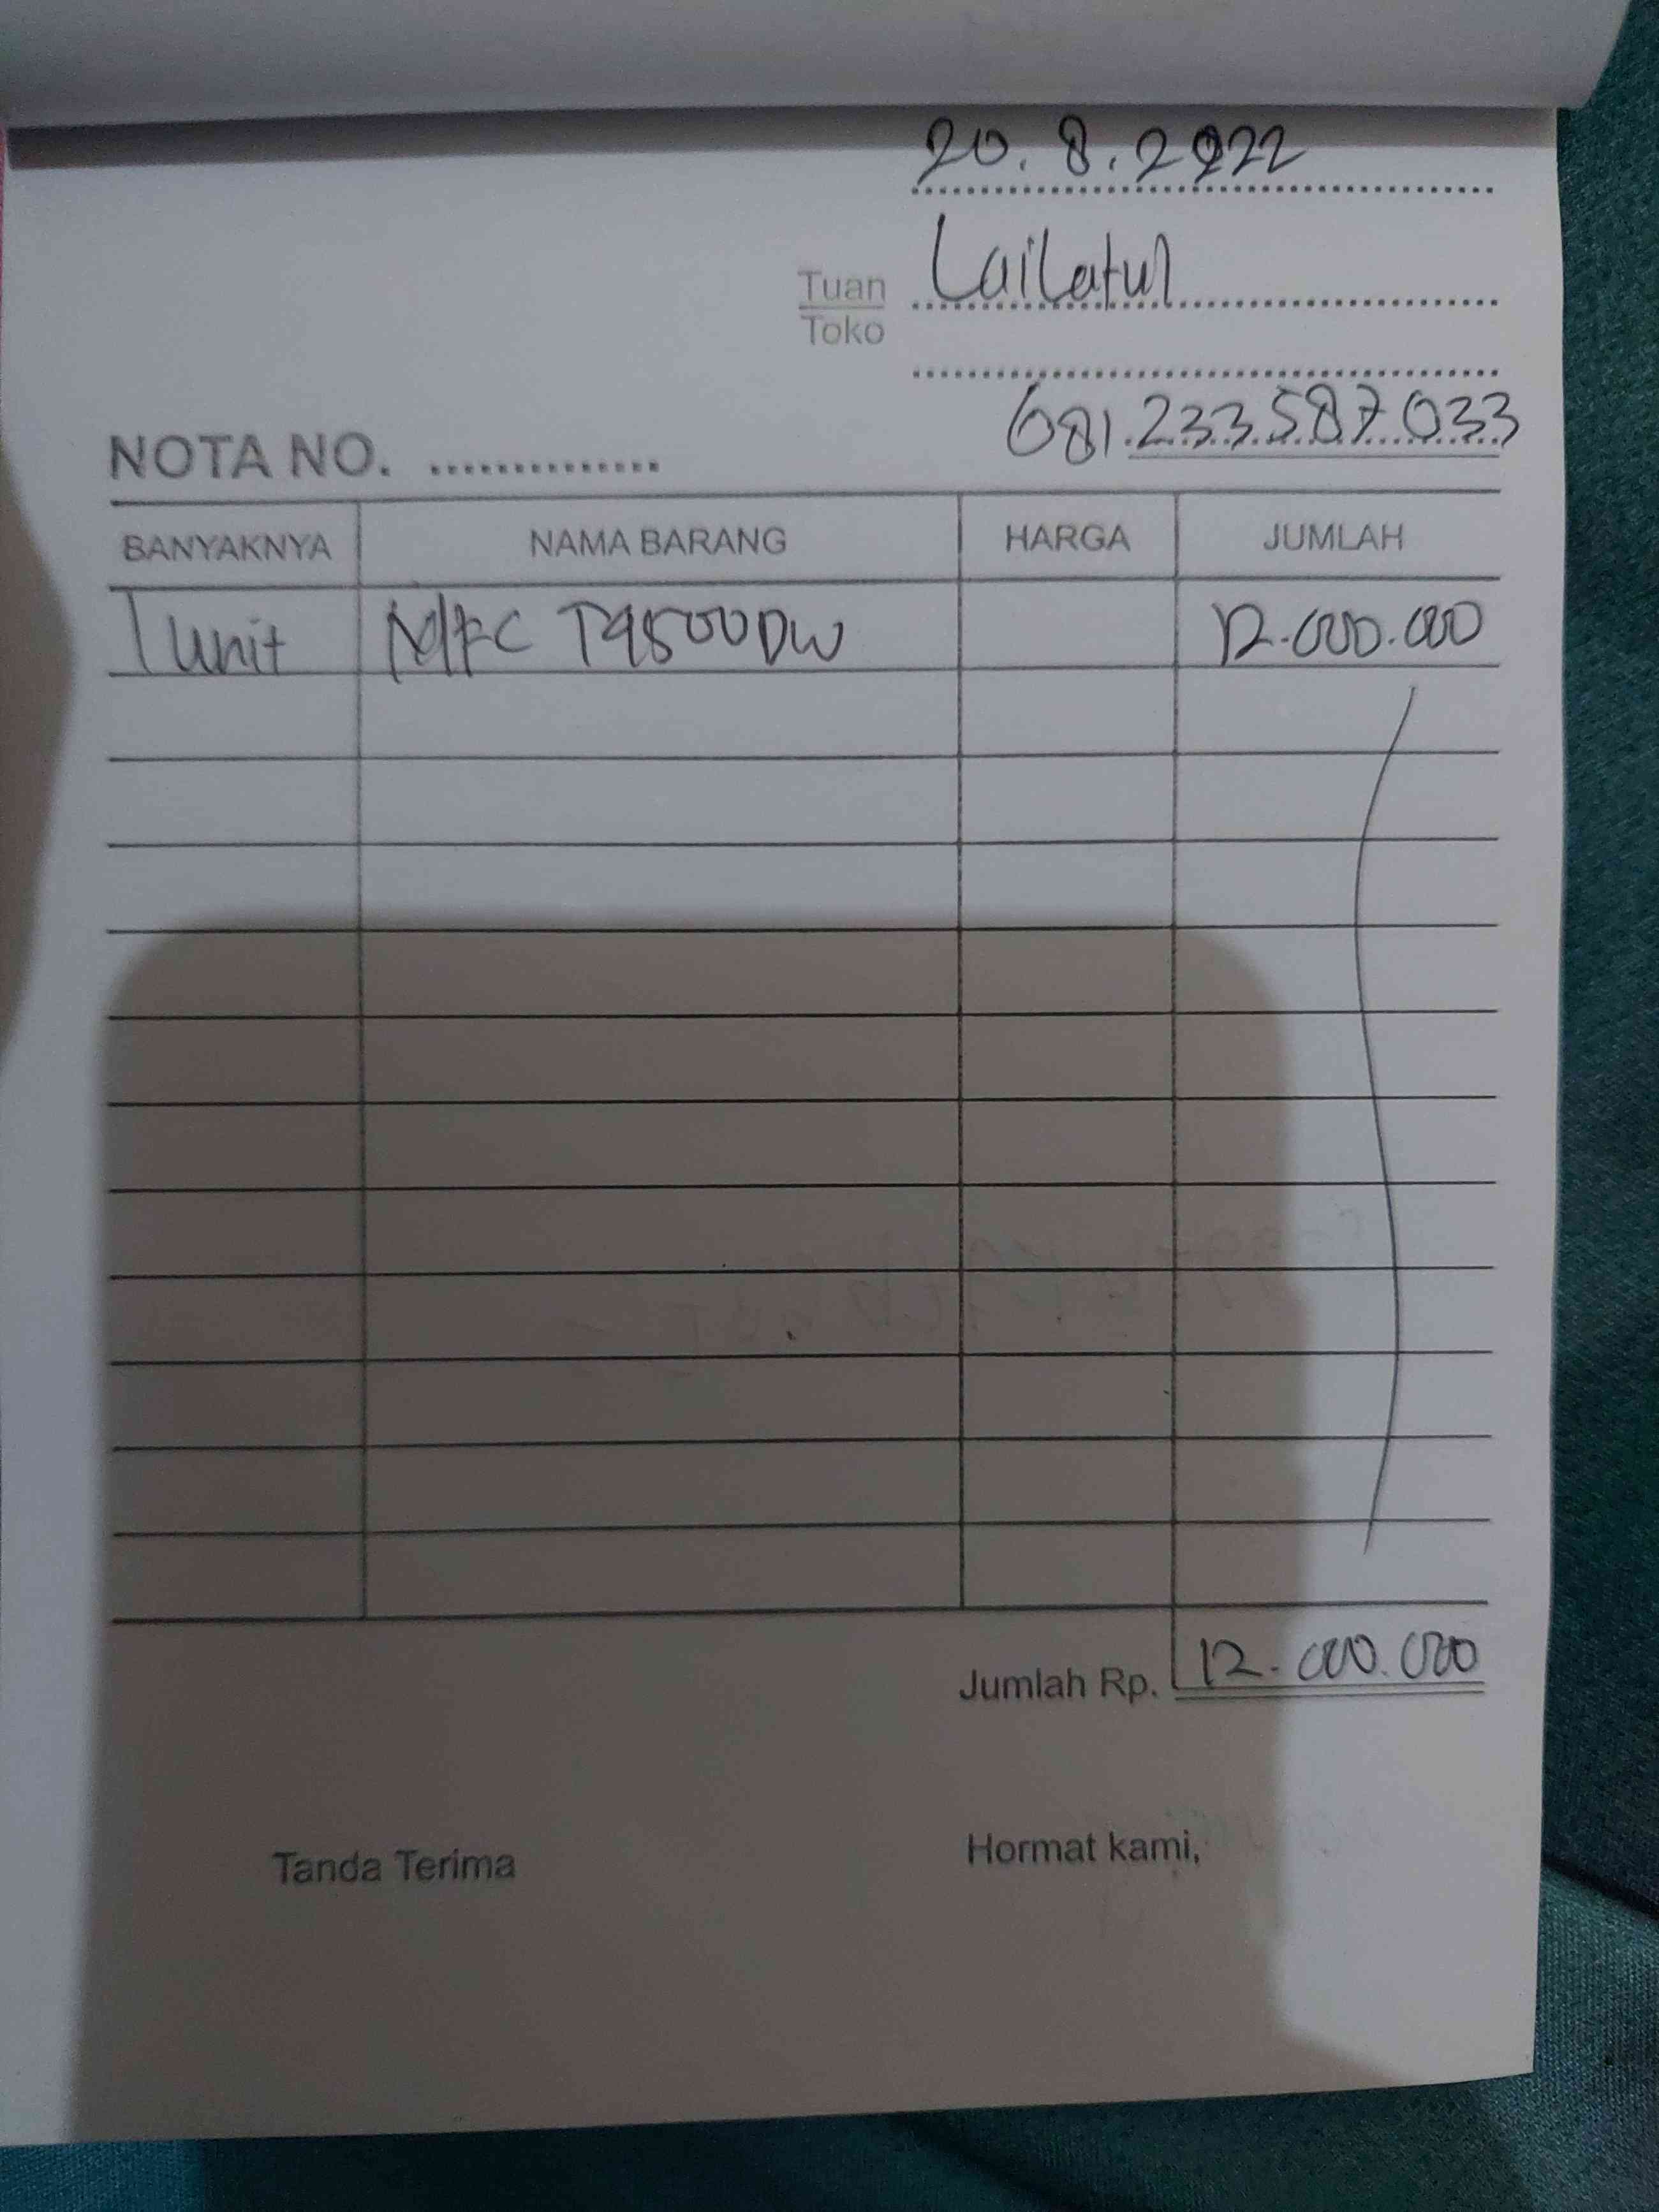 20.8.2022
Tuan Lailatul
Toko
081.233.587.033
NOTA NO. ..............
BANYAKNYA NAMA BARANG HARGA JUMLAH
1 unit MFC T4500DW 12.000.000
Jumlah Rp. 12.000.000
Tanda Terima Hormat kami,